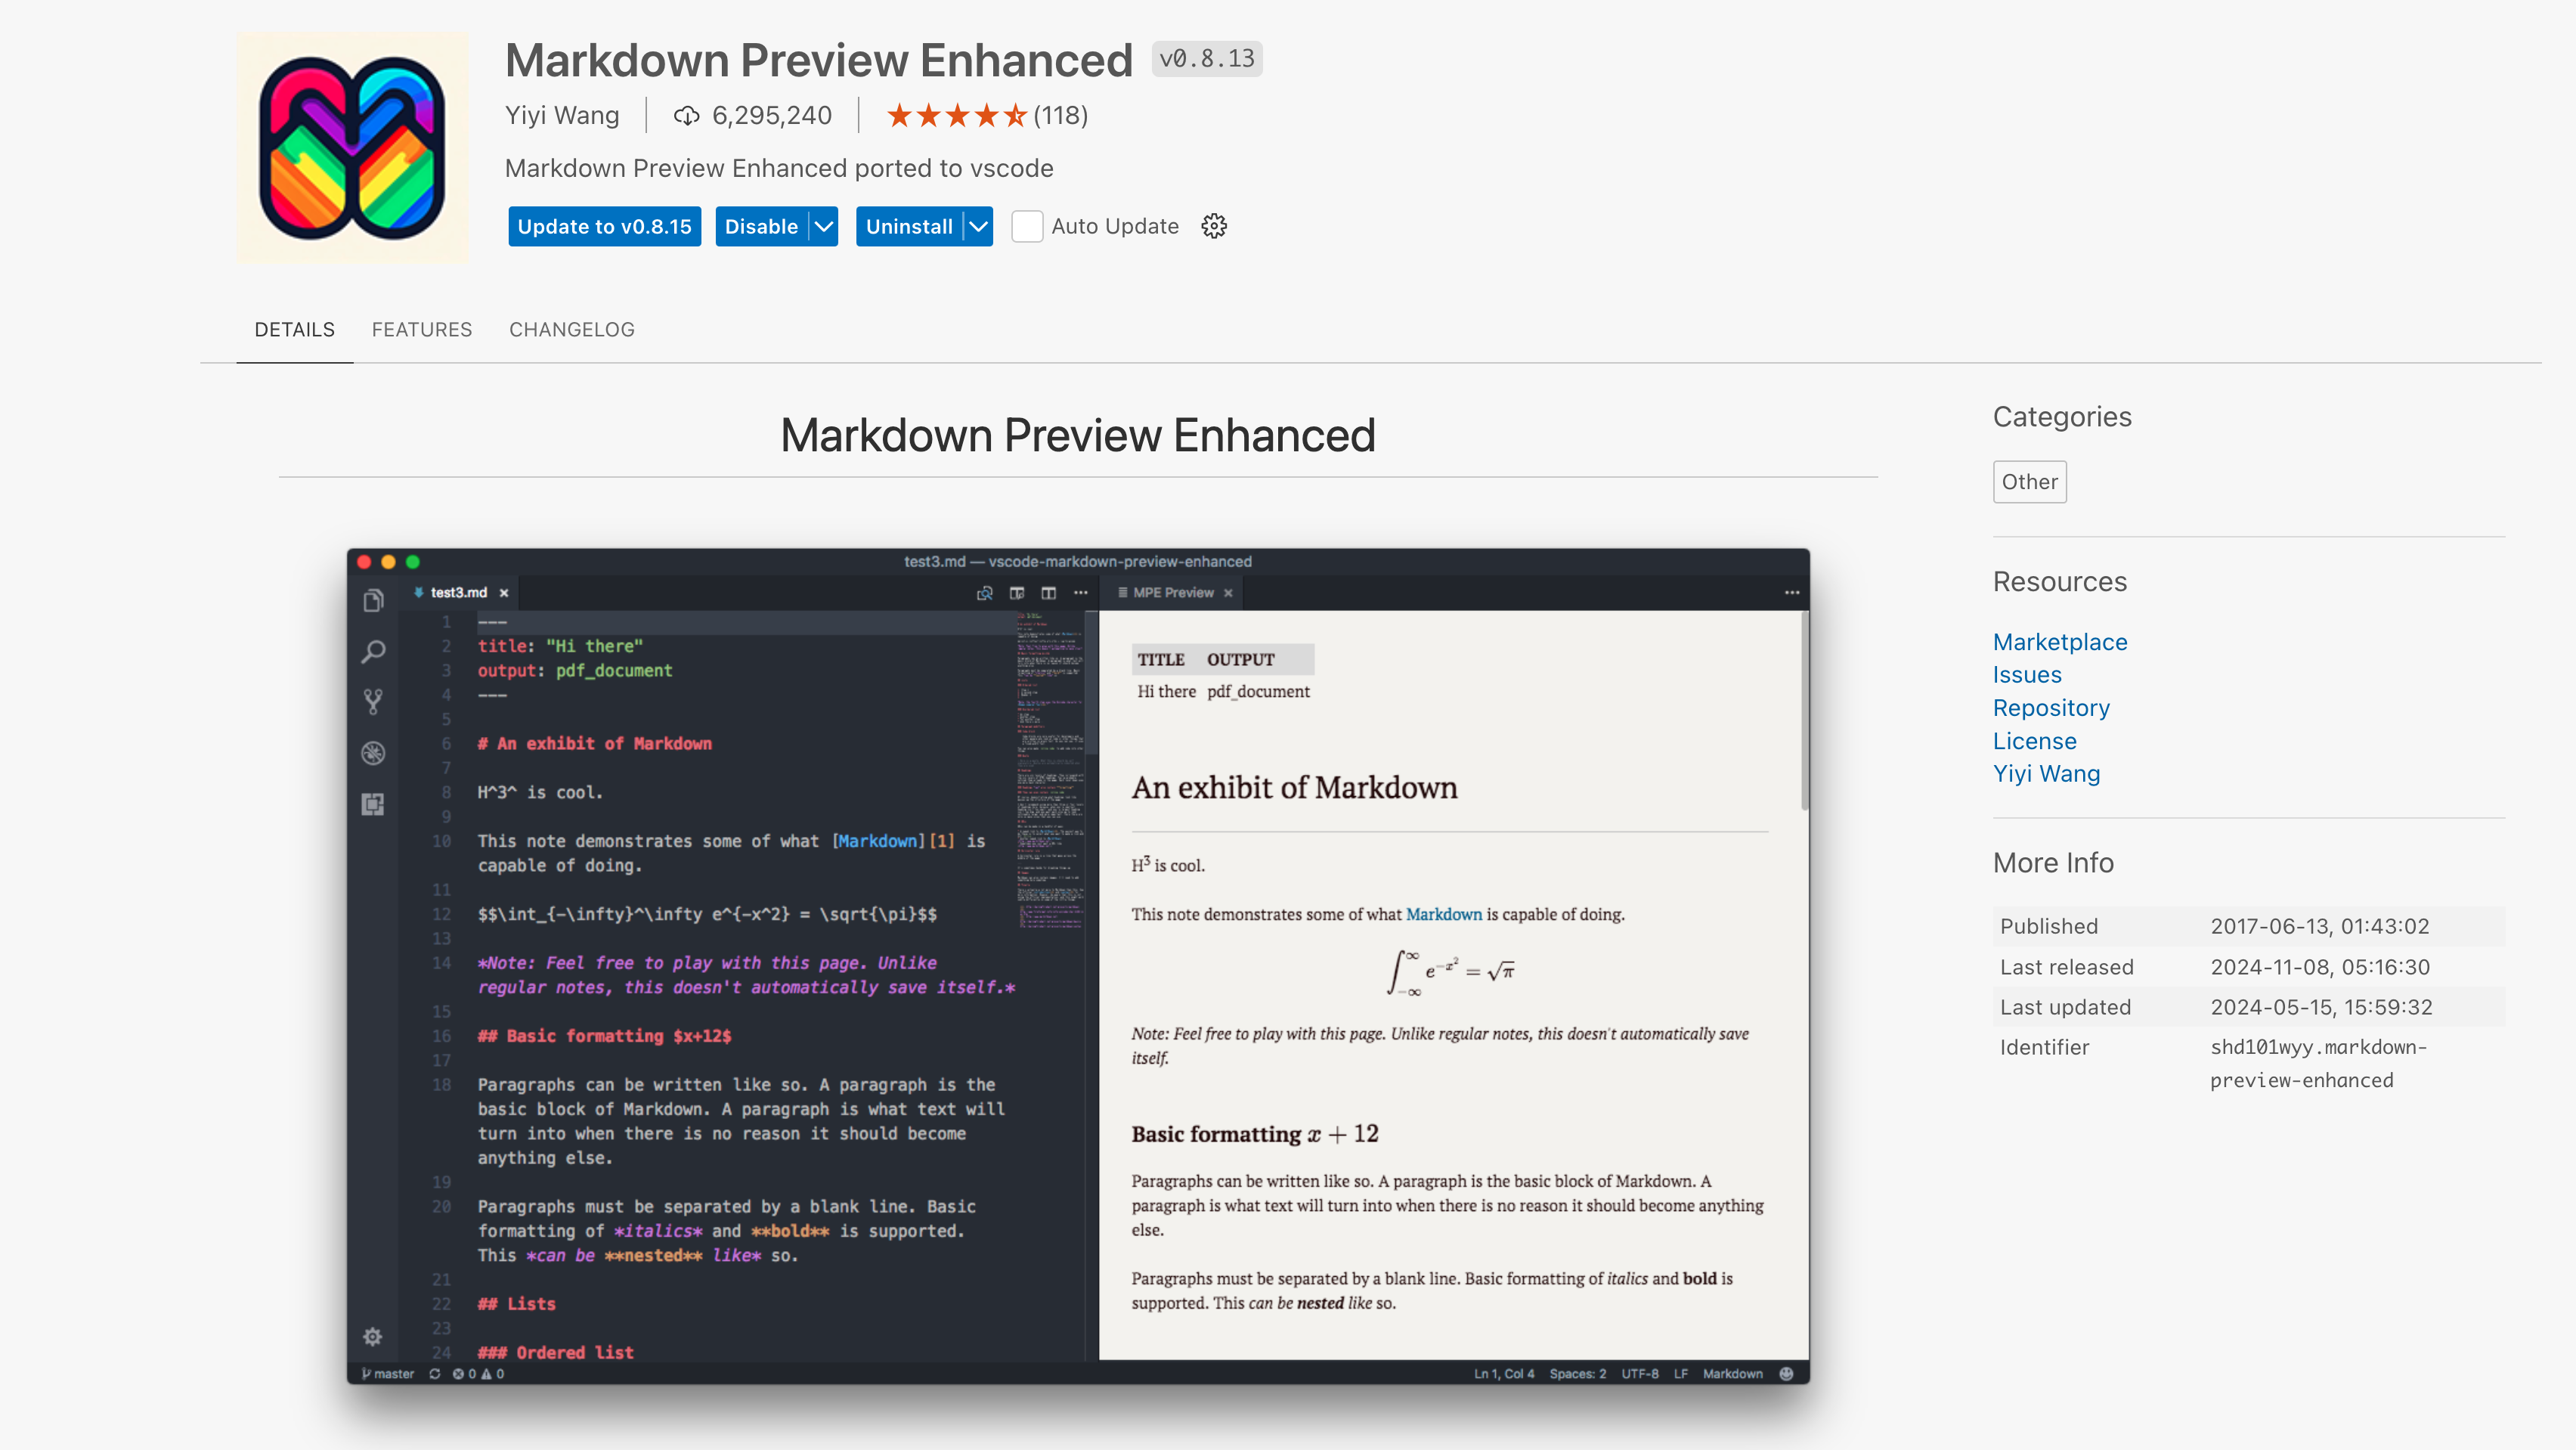 Markdown Preview Enhanced v0.8.13
Yiyi Wang 6,295,240 (118)
Markdown Preview Enhanced ported to vscode
Update to v0.8.15 Disable Uninstall Auto Update
DETAILS FEATURES CHANGELOG
Markdown Preview Enhanced
test3.md — vscode-markdown-preview-enhanced
test3.md
1 ---
2 title: "Hi there"
3 output: pdf_document
4 ---
5
6 # An exhibit of Markdown
7
8 H^3^ is cool.
9
10 This note demonstrates some of what [Markdown][1] is
capable of doing.
11
12 $$\int_{-\infty}^\infty e^{-x^2} = \sqrt{\pi}$$
13
14 *Note: Feel free to play with this page. Unlike
regular notes, this doesn't automatically save itself.*
15
16 ## Basic formatting $x+12$
17
18 Paragraphs can be written like so. A paragraph is the
basic block of Markdown. A paragraph is what text will
turn into when there is no reason it should become
anything else.
19
20 Paragraphs must be separated by a blank line. Basic
formatting of *italics* and **bold** is supported.
This *can be **nested** like* so.
21
22 ## Lists
23
24 ### Ordered list
MPE Preview
TITLE OUTPUT
Hi there pdf_document
An exhibit of Markdown
H³ is cool.
This note demonstrates some of what Markdown is capable of doing.
∫_{-∞}^{∞} e^{-x^2} = √π
Note: Feel free to play with this page. Unlike regular notes, this doesn't automatically save
itself.
Basic formatting x + 12
Paragraphs can be written like so. A paragraph is the basic block of Markdown. A
paragraph is what text will turn into when there is no reason it should become anything
else.
Paragraphs must be separated by a blank line. Basic formatting of italics and bold is
supported. This can be nested like so.
master 0 0 Ln 1, Col 4 Spaces: 2 UTF-8 LF Markdown
Categories
Other
Resources
Marketplace
Issues
Repository
License
Yiyi Wang
More Info
Published 2017-06-13, 01:43:02
Last released 2024-11-08, 05:16:30
Last updated 2024-05-15, 15:59:32
Identifier shd101wyy.markdown-
preview-enhanced